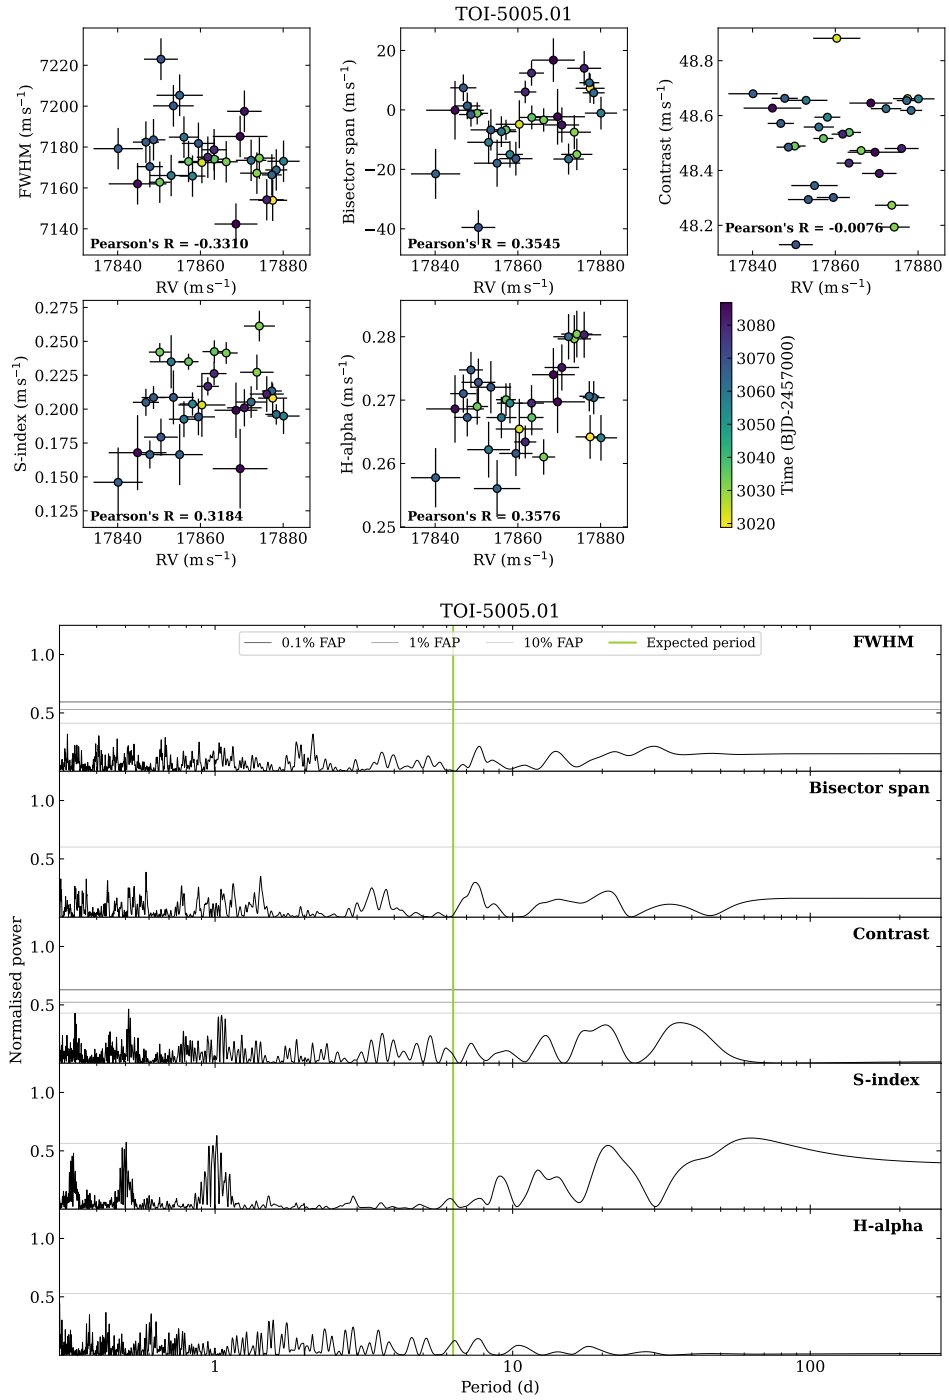 TOI-5005.01
7220
7200
7180
7160
7140
FWHM (m s⁻¹)
Pearson's R = -0.3310
17840 17860 17880
RV (m s⁻¹)
20
0
−20
−40
Bisector span (m s⁻¹)
Pearson's R = 0.3545
17840 17860 17880
RV (m s⁻¹)
48.8
48.6
48.4
48.2
Contrast (m s⁻¹)
Pearson's R = -0.0076
17840 17860 17880
RV (m s⁻¹)
0.275
0.250
0.225
0.200
0.175
0.150
0.125
S-index (m s⁻¹)
Pearson's R = 0.3184
17840 17860 17880
RV (m s⁻¹)
0.28
0.27
0.26
0.25
H-alpha (m s⁻¹)
Pearson's R = 0.3576
17840 17860 17880
RV (m s⁻¹)
3080
3070
3060
3050
3040
3030
3020
Time (BJD-2457000)
TOI-5005.01
0.1% FAP 1% FAP 10% FAP Expected period
FWHM
1.0
0.5
Bisector span
1.0
0.5
Contrast
1.0
0.5
S-index
1.0
0.5
H-alpha
1.0
0.5
Normalised power
1 10 100
Period (d)